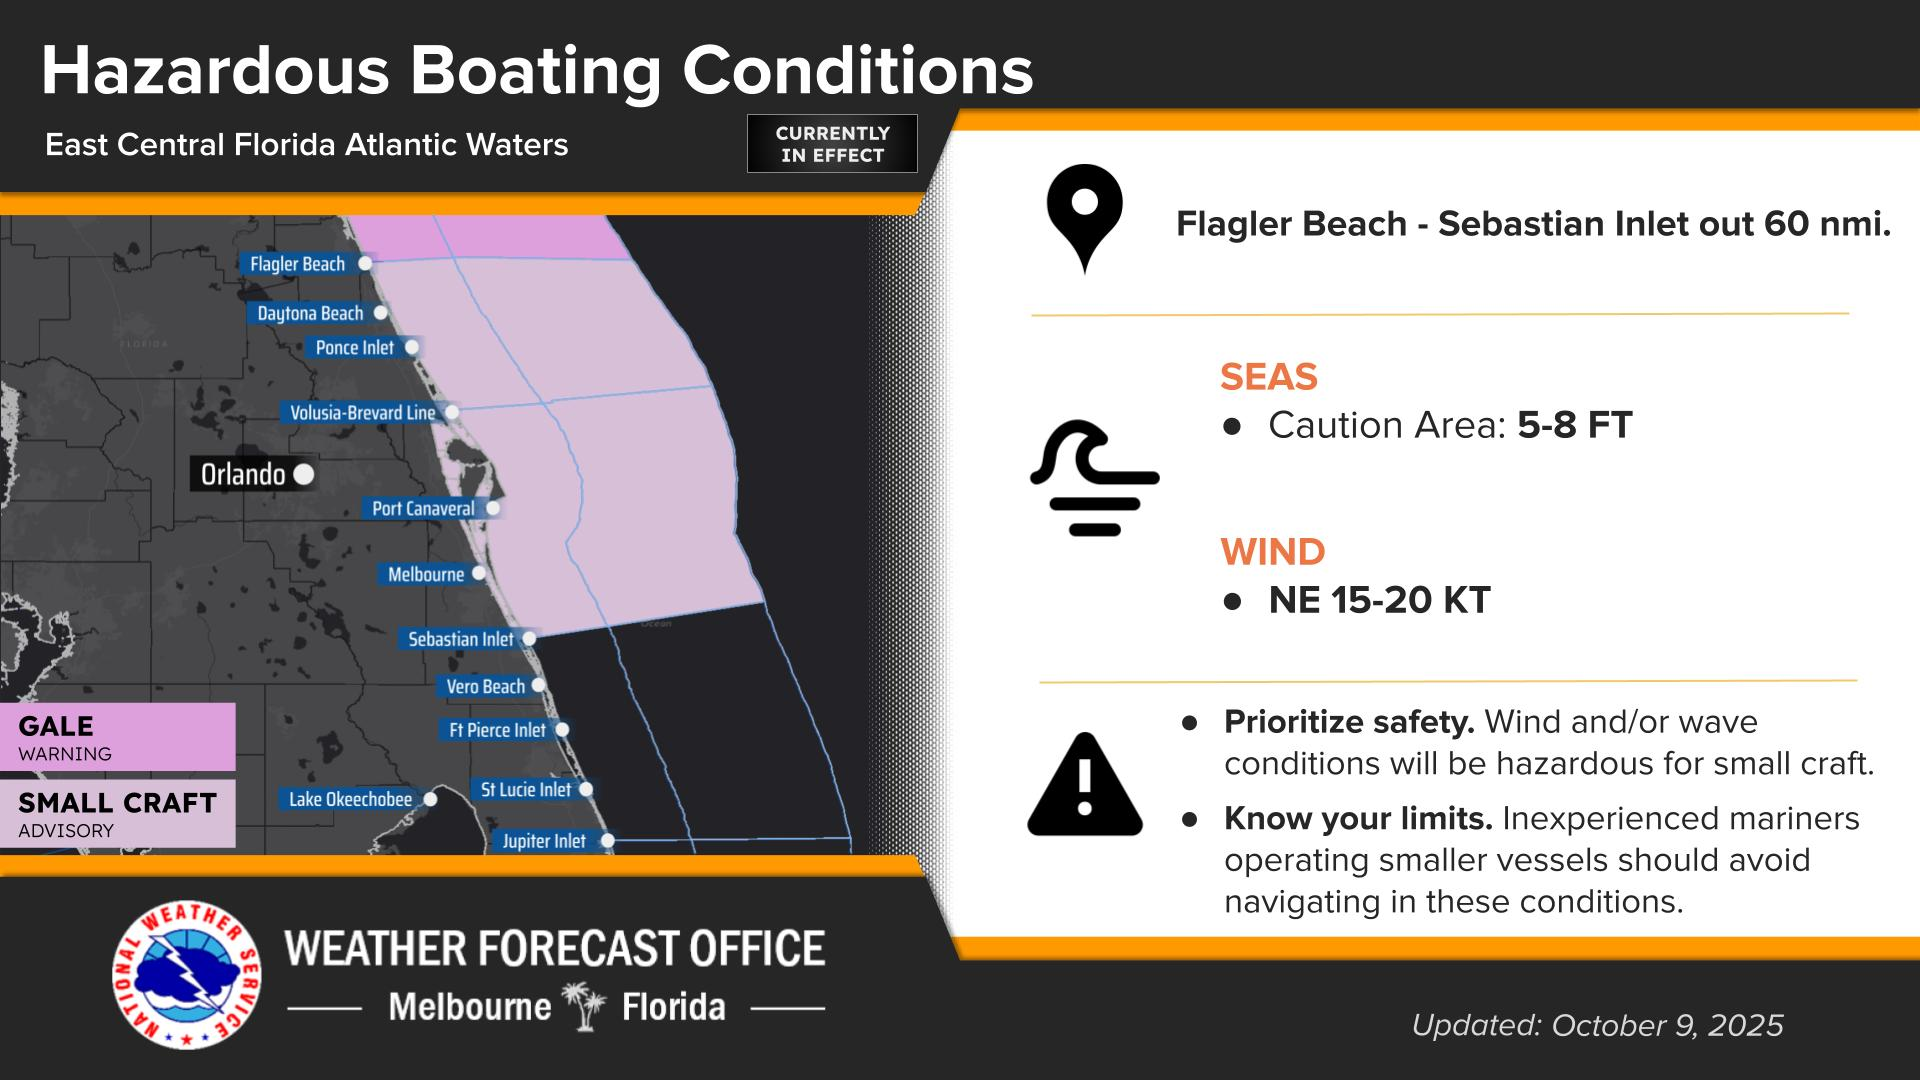 Hazardous Boating Conditions
East Central Florida Atlantic Waters
CURRENTLY
IN EFFECT
Flagler Beach
Daytona Beach
FLORIDA
Ponce Inlet
Volusia-Brevard Line
Orlando
Port Canaveral
Melbourne
Sebastian Inlet
Ocean
Vero Beach
Ft Pierce Inlet
St Lucie Inlet
Lake Okeechobee
Jupiter Inlet
GALE
WARNING
SMALL CRAFT
ADVISORY
Flagler Beach - Sebastian Inlet out 60 nmi.
SEAS
● Caution Area: 5-8 FT
WIND
● NE 15-20 KT
● Prioritize safety. Wind and/or wave
conditions will be hazardous for small craft.
● Know your limits. Inexperienced mariners
operating smaller vessels should avoid
navigating in these conditions.
NATIONAL WEATHER SERVICE
WEATHER FORECAST OFFICE
Melbourne Florida
Updated: October 9, 2025